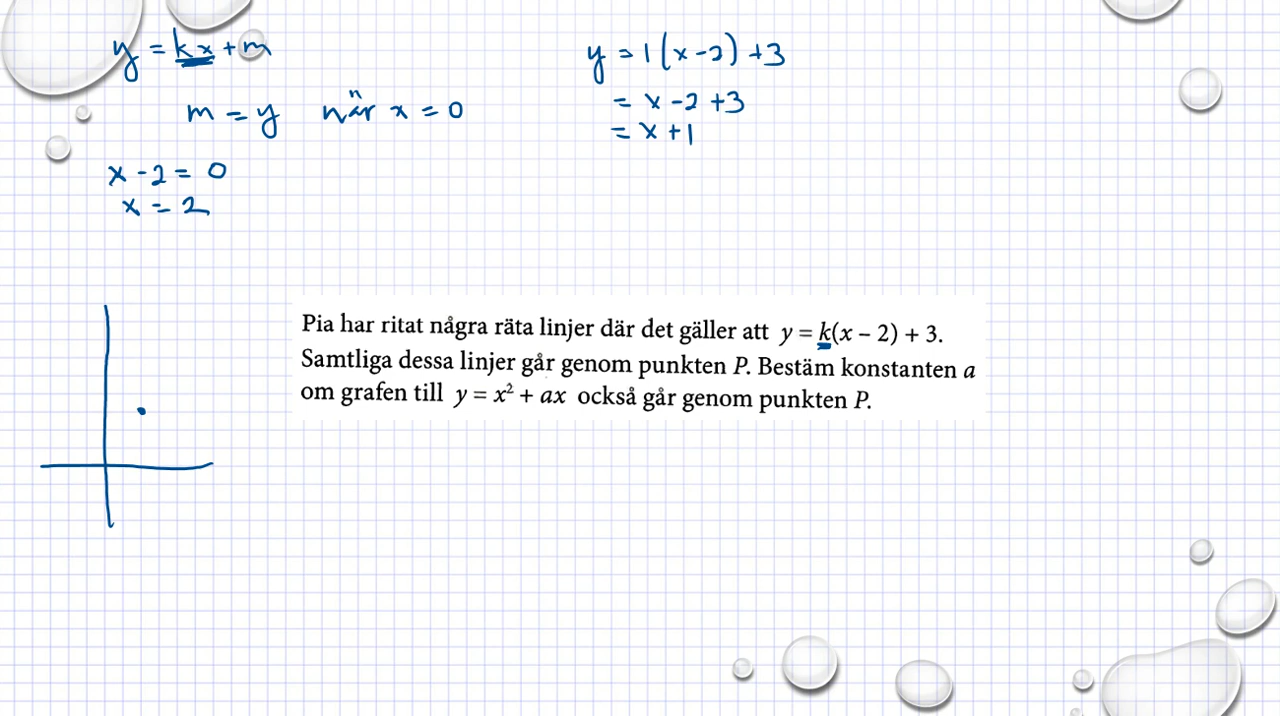 y = kx + m
m = y när x = 0
x - 2 = 0
x = 2
y = 1(x - 2) + 3
= x - 2 + 3
= x + 1
Pia har ritat några räta linjer där det gäller att y = k(x – 2) + 3.
Samtliga dessa linjer går genom punkten P. Bestäm konstanten a
om grafen till y = x² + ax också går genom punkten P.